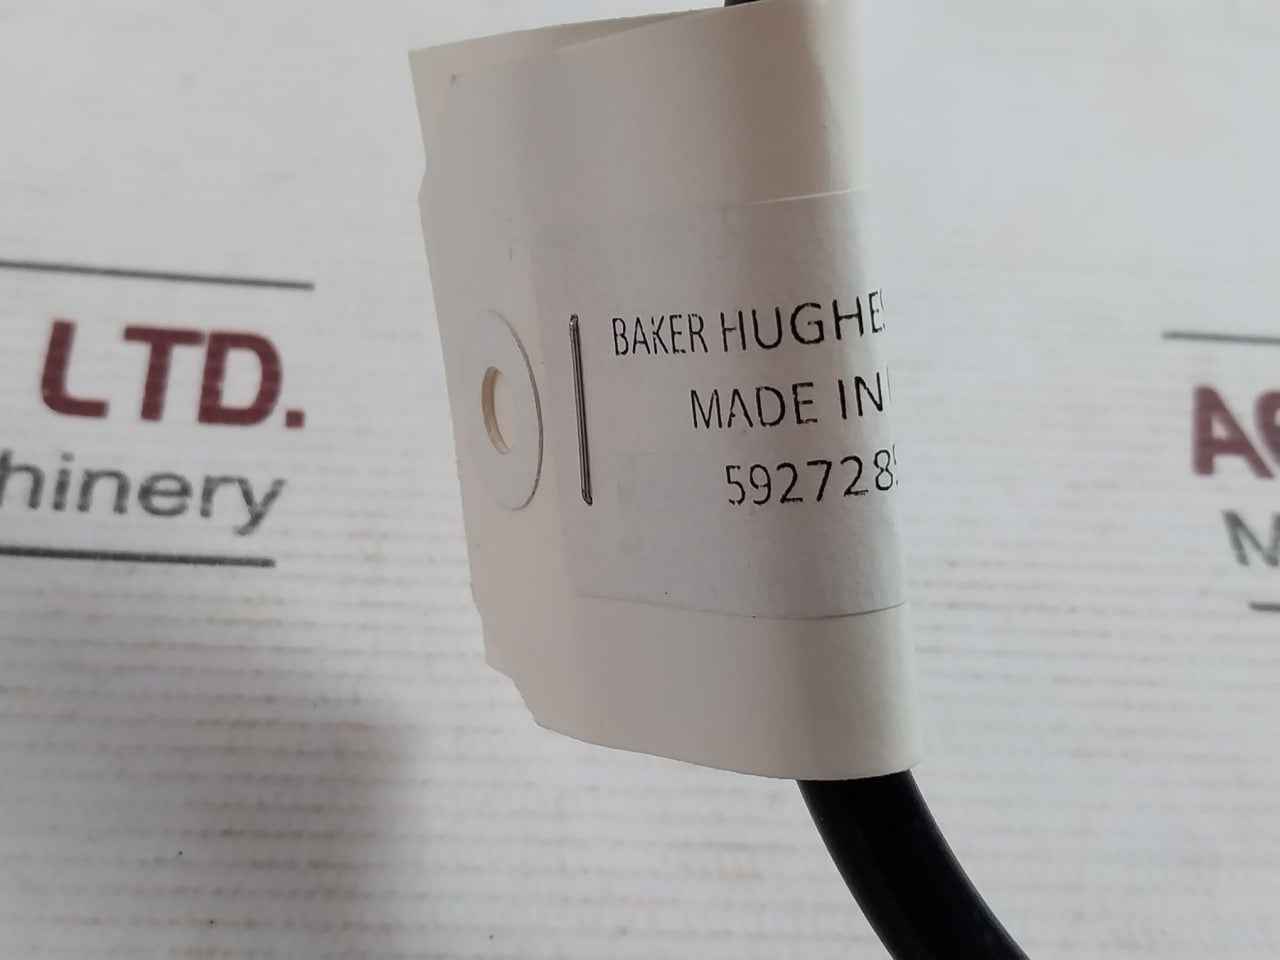 LTD.
hinery
BAKER HUGHES
MADE IN
592728